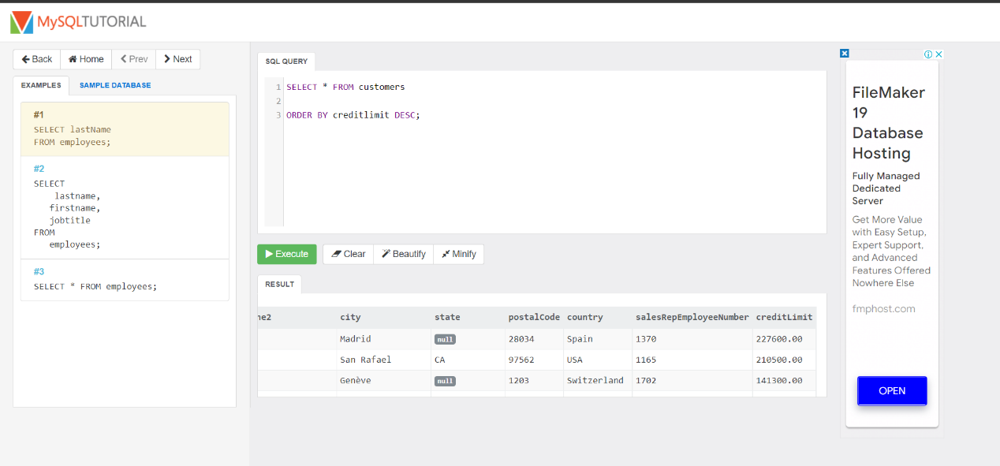 MySQLTUTORIAL
Back Home Prev Next
EXAMPLES SAMPLE DATABASE
#1
SELECT lastName
FROM employees;
#2
SELECT
lastname,
firstname,
jobtitle
FROM
employees;
#3
SELECT * FROM employees;
SQL QUERY
1 SELECT * FROM customers
2
3 ORDER BY creditlimit DESC;
Execute Clear Beautify Minify
RESULT
ne2 city state postalCode country salesRepEmployeeNumber creditLimit
Madrid null 28034 Spain 1370 227600.00
San Rafael CA 97562 USA 1165 210500.00
Genève null 1203 Switzerland 1702 141300.00
FileMaker
19
Database
Hosting
Fully Managed
Dedicated
Server
Get More Value
with Easy Setup,
Expert Support,
and Advanced
Features Offered
Nowhere Else
fmphost.com
OPEN